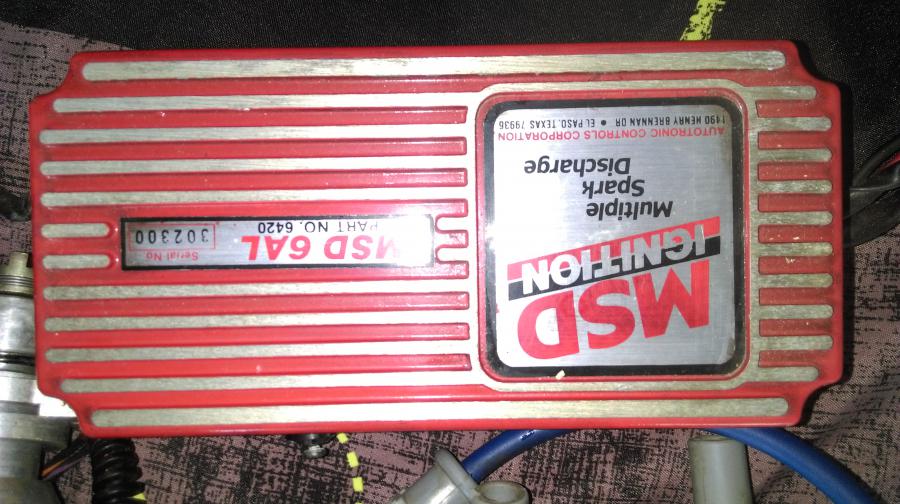 MSD
IGNITION
Multiple
Spark
Discharge
AUTOTRONIC CONTROLS CORPORATION
1490 HENRY BRENNAN DR • EL PASO, TEXAS 79936
MSD 6AL
PART NO. 6420
Serial No
302300